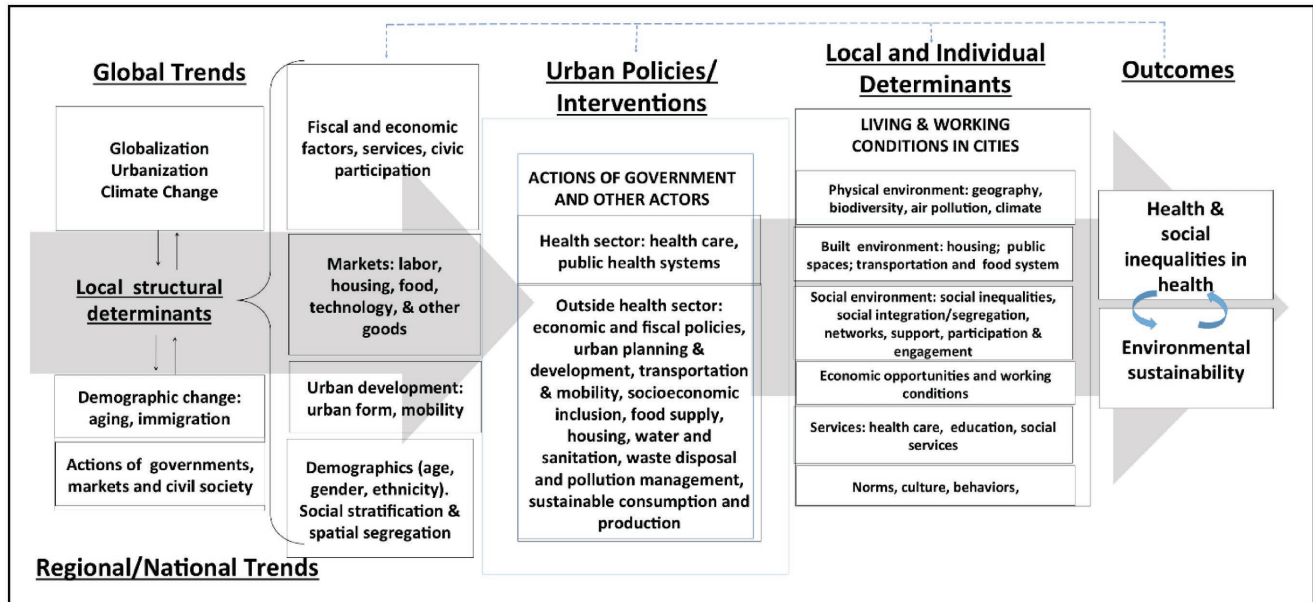 Global Trends
Globalization
Urbanization
Climate Change
Local structural
determinants
Demographic change:
aging, immigration
Actions of governments,
markets and civil society
Regional/National Trends
Fiscal and economic
factors, services, civic
participation
Markets: labor,
housing, food,
technology, & other
goods
Urban development:
urban form, mobility
Demographics (age,
gender, ethnicity).
Social stratification &
spatial segregation
Urban Policies/
Interventions
ACTIONS OF GOVERNMENT
AND OTHER ACTORS
Health sector: health care,
public health systems
Outside health sector:
economic and fiscal policies,
urban planning &
development, transportation
& mobility, socioeconomic
inclusion, food supply,
housing, water and
sanitation, waste disposal
and pollution management,
sustainable consumption and
production
Local and Individual
Determinants
LIVING & WORKING
CONDITIONS IN CITIES
Physical environment: geography,
biodiversity, air pollution, climate
Built environment: housing; public
spaces; transportation and food system
Social environment: social inequalities,
social integration/segregation,
networks, support, participation &
engagement
Economic opportunities and working
conditions
Services: health care, education, social
services
Norms, culture, behaviors,
Outcomes
Health &
social
inequalities in
health
Environmental
sustainability